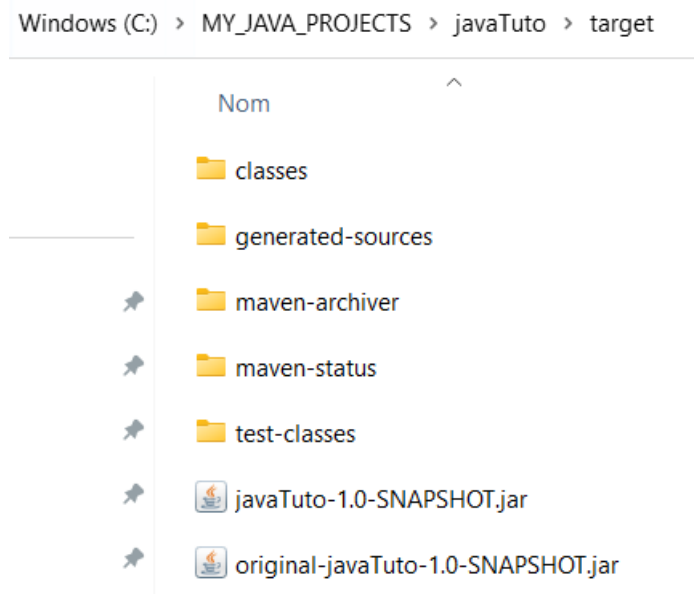 Windows (C:) > MY_JAVA_PROJECTS > javaTuto > target
Nom
classes
generated-sources
maven-archiver
maven-status
test-classes
javaTuto-1.0-SNAPSHOT.jar
original-javaTuto-1.0-SNAPSHOT.jar